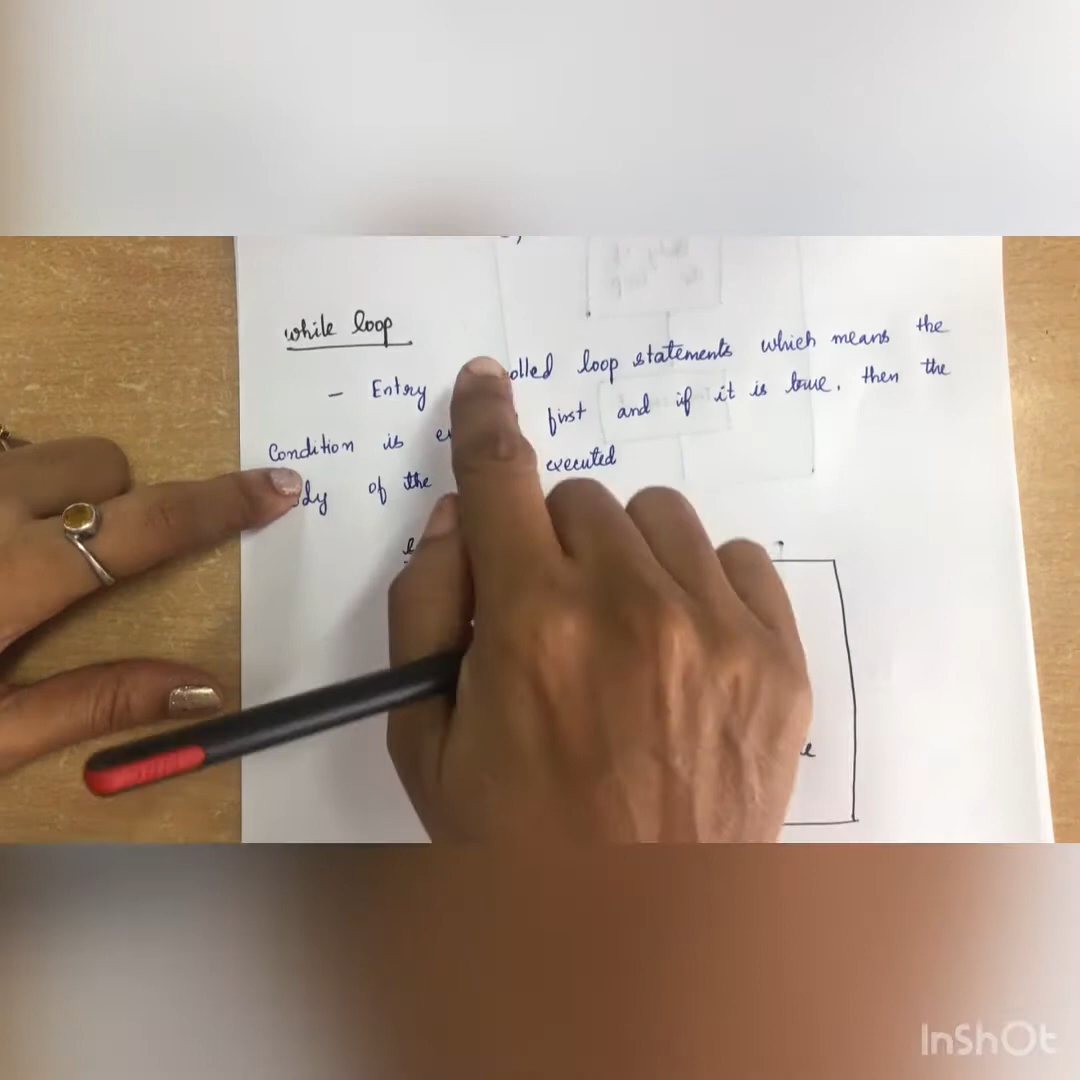 while loop
- Entry olled loop statements which means the
Condition is first and if it is true, then the
dy of the executed
InShOt